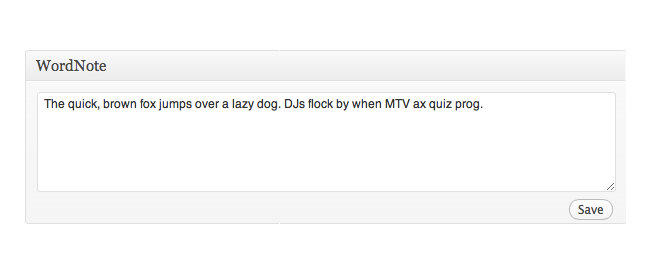 WordNote
The quick, brown fox jumps over a lazy dog. DJs flock by when MTV ax quiz prog.
Save